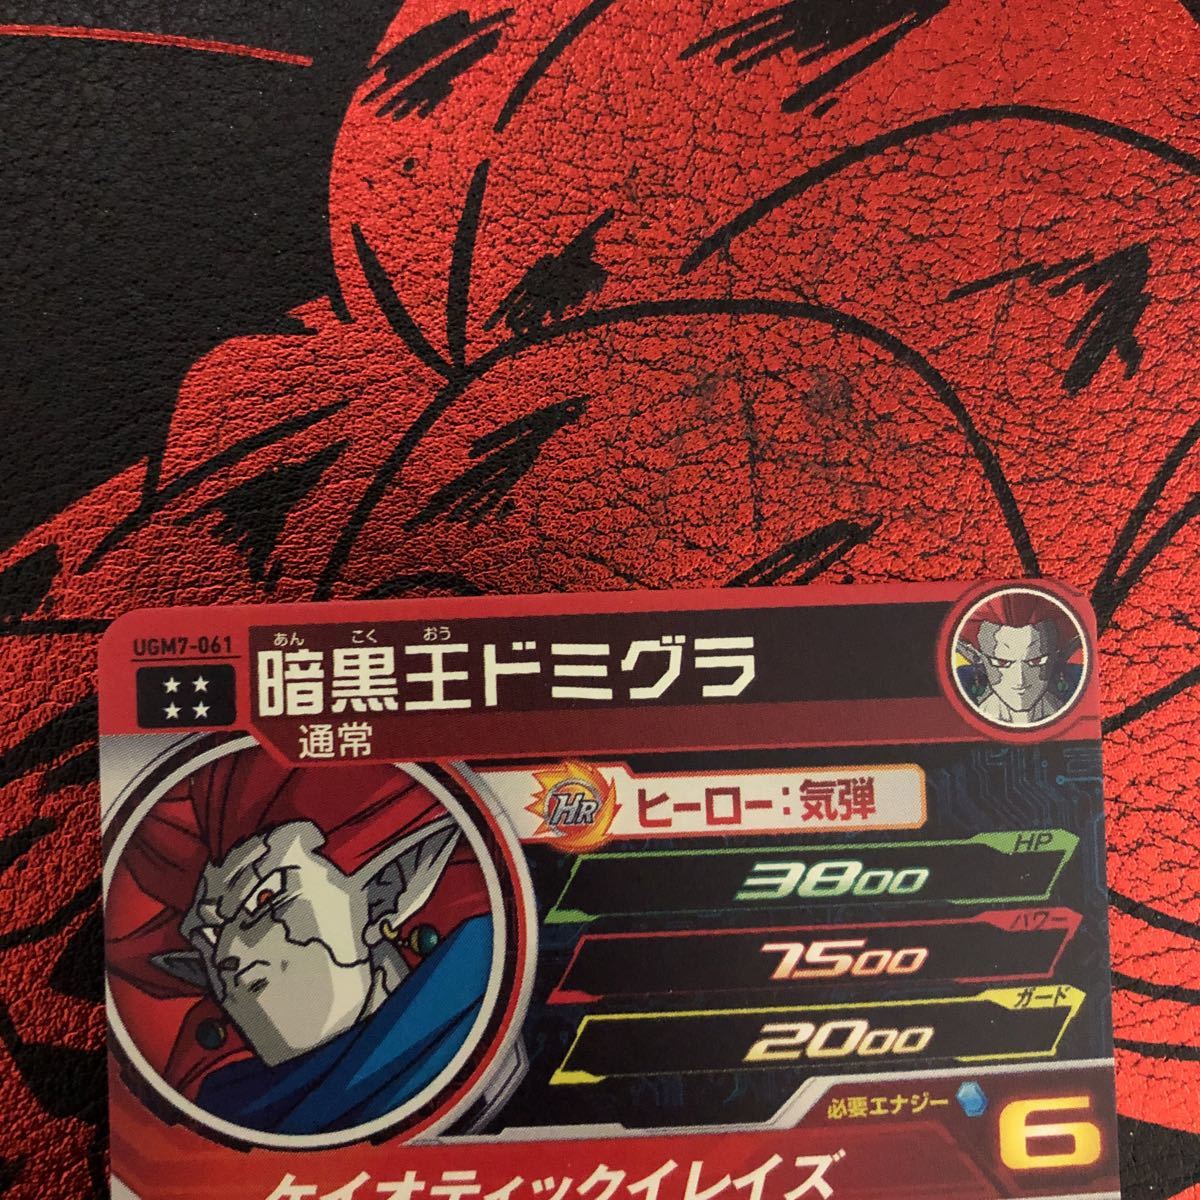 UGM7-061
あんこくおう
暗黒王ドミグラ
通常
HR ヒーロー：気弾
HP
3800
パワー
7500
ガード
2000
必要エナジー 6
ケイオティックイレイズ